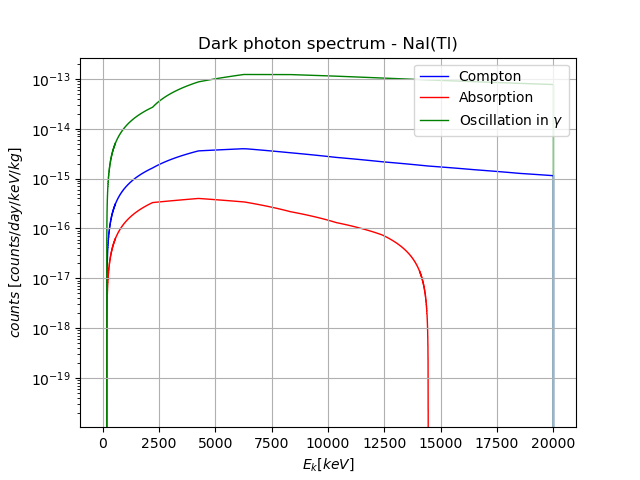 Dark photon spectrum - NaI(Tl)
Compton
Absorption
Oscillation in γ
10⁻¹³
10⁻¹⁴
10⁻¹⁵
10⁻¹⁶
10⁻¹⁷
10⁻¹⁸
10⁻¹⁹
counts [counts/day/keV/kg]
0 2500 5000 7500 10000 12500 15000 17500 20000
Eₖ[keV]